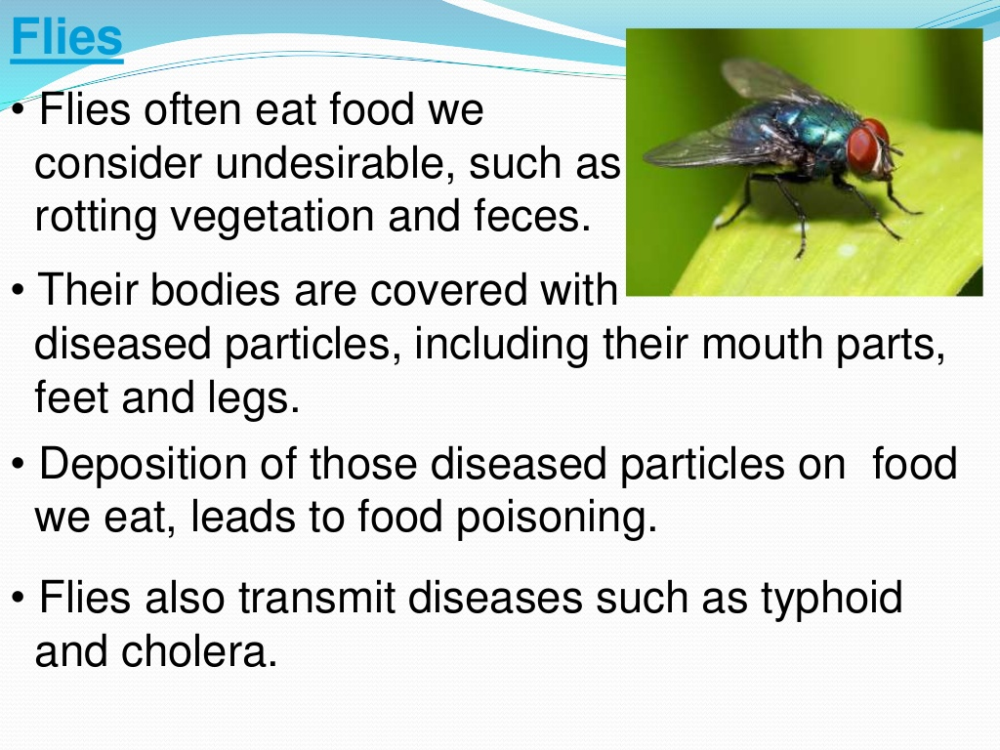 Flies
• Flies often eat food we
consider undesirable, such as
rotting vegetation and feces.
• Their bodies are covered with
diseased particles, including their mouth parts,
feet and legs.
• Deposition of those diseased particles on  food
we eat, leads to food poisoning.
• Flies also transmit diseases such as typhoid
and cholera.